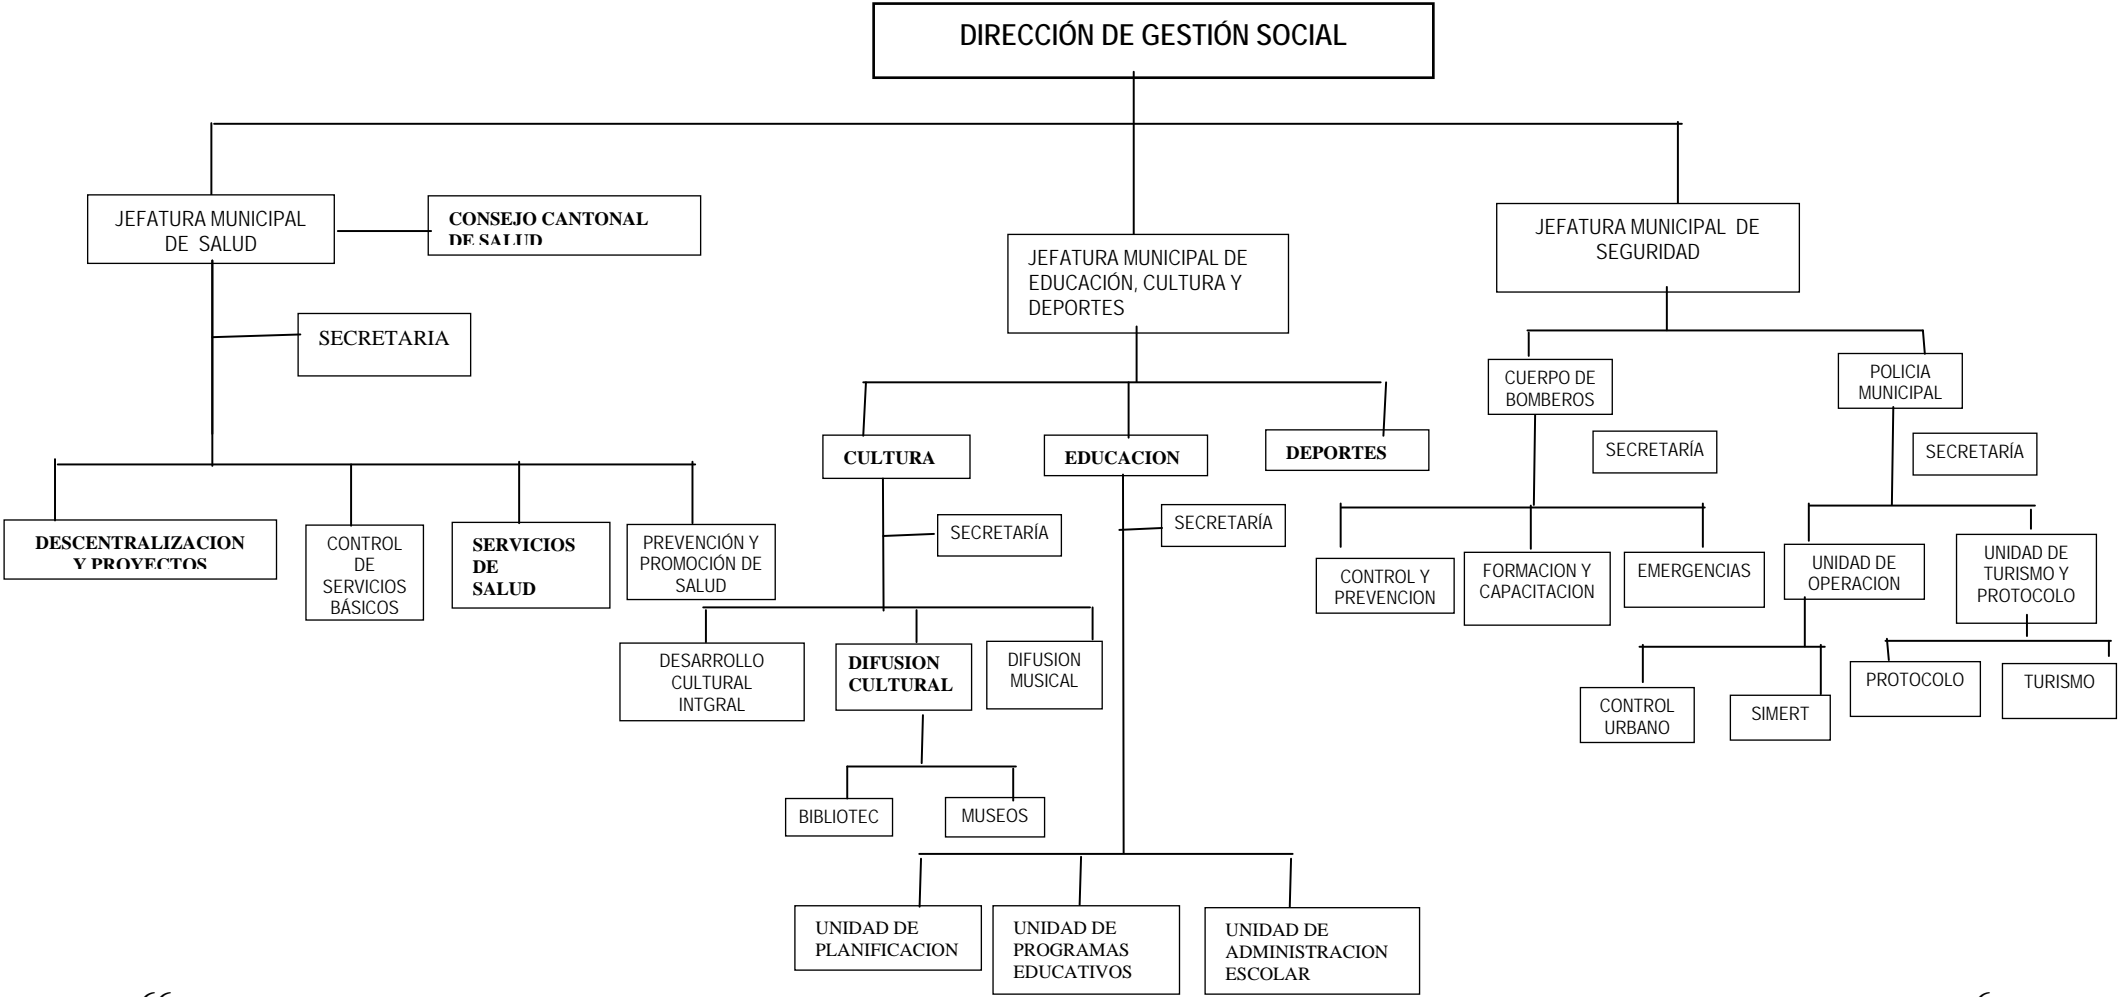 DIRECCIÓN DE GESTIÓN SOCIAL
JEFATURA MUNICIPAL
DE SALUD
CONSEJO CANTONAL
DE SALUD
JEFATURA MUNICIPAL DE
EDUCACIÓN, CULTURA Y
DEPORTES
JEFATURA MUNICIPAL DE
SEGURIDAD
SECRETARIA
CUERPO DE
BOMBEROS
POLICIA
MUNICIPAL
CULTURA
EDUCACION
DEPORTES
SECRETARÍA
SECRETARÍA
DESCENTRALIZACION
Y PROYECTOS
CONTROL
DE
SERVICIOS
BÁSICOS
SERVICIOS
DE
SALUD
PREVENCIÓN Y
PROMOCIÓN DE
SALUD
SECRETARÍA
SECRETARÍA
CONTROL Y
PREVENCION
FORMACION Y
CAPACITACION
EMERGENCIAS
UNIDAD DE
OPERACION
UNIDAD DE
TURISMO Y
PROTOCOLO
DESARROLLO
CULTURAL
INTGRAL
DIFUSION
CULTURAL
DIFUSION
MUSICAL
CONTROL
URBANO
SIMERT
PROTOCOLO
TURISMO
BIBLIOTEC
MUSEOS
UNIDAD DE
PLANIFICACION
UNIDAD DE
PROGRAMAS
EDUCATIVOS
UNIDAD DE
ADMINISTRACION
ESCOLAR